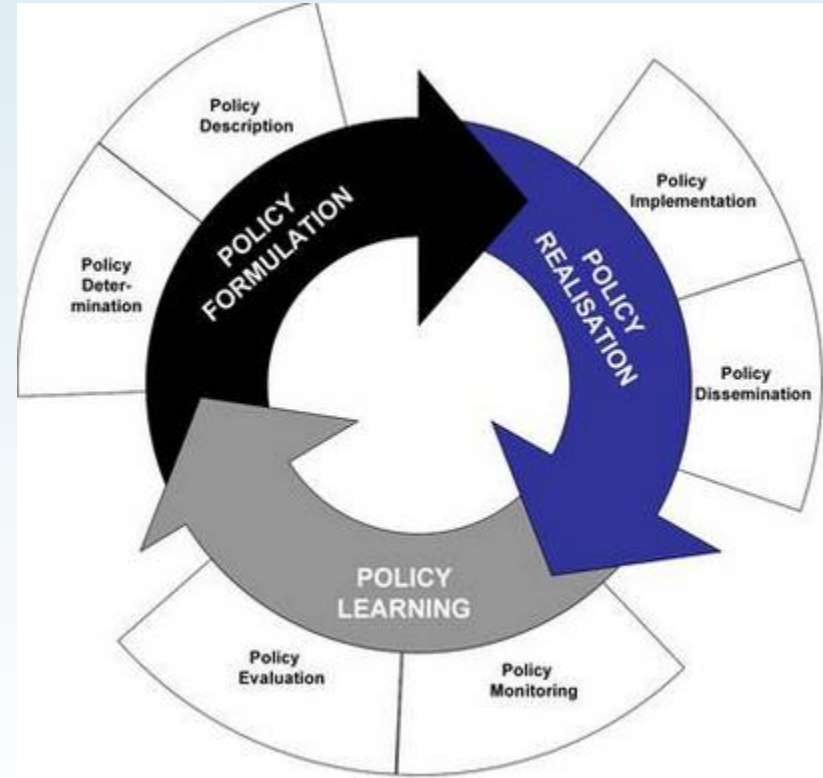 Policy
Description
Policy
Deter-
mination
POLICY
FORMULATION
Policy
Implementation
POLICY
REALISATION
Policy
Dissemination
POLICY
LEARNING
Policy
Evaluation
Policy
Monitoring